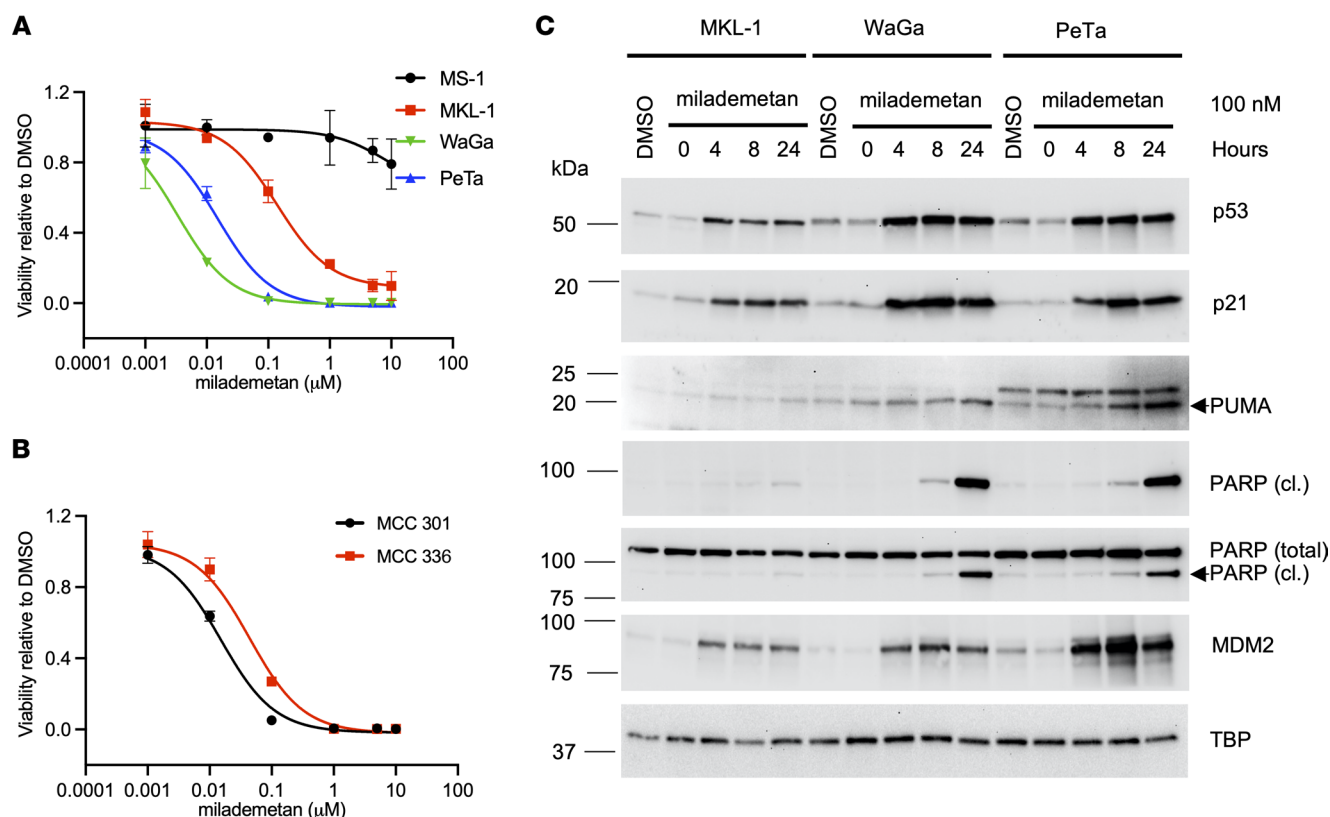 A
Viability relative to DMSO
1.2
0.8
0.4
0.0
0.0001 0.001 0.01 0.1 1 10 100
milademetan (μM)
MS-1
MKL-1
WaGa
PeTa
B
Viability relative to DMSO
1.2
0.8
0.4
0.0
0.0001 0.001 0.01 0.1 1 10 100
milademetan (μM)
MCC 301
MCC 336
C
MKL-1 WaGa PeTa
DMSO milademetan DMSO milademetan DMSO milademetan 100 nM
0 4 8 24 0 4 8 24 0 4 8 24 Hours
kDa
50 p53
20 p21
25
20 PUMA
100 PARP (cl.)
PARP (total)
100 PARP (cl.)
75
100 MDM2
75
37 TBP